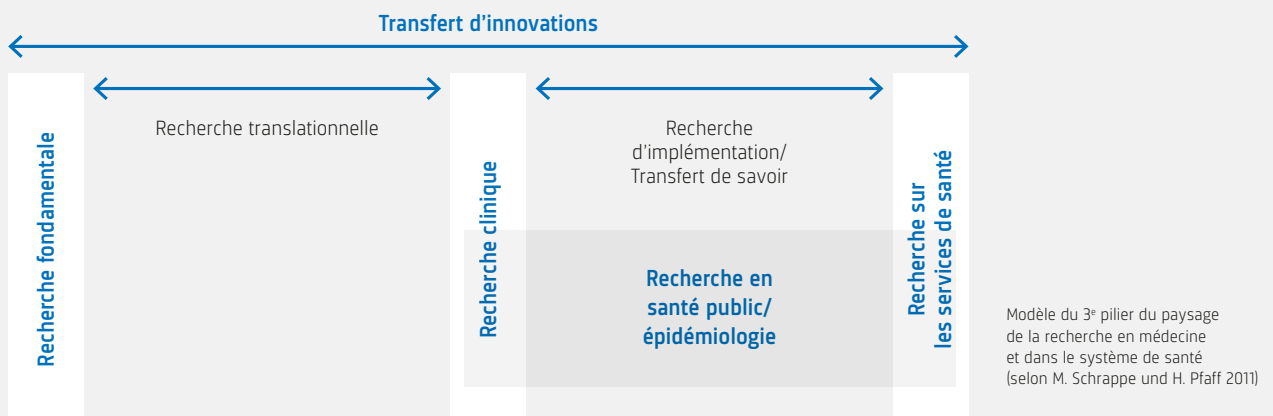 Transfert d'innovations
Recherche fondamentale
Recherche translationnelle
Recherche clinique
Recherche
d'implémentation/
Transfert de savoir
Recherche en
santé public/
épidémiologie
Recherche sur
les services de santé
Modèle du 3e pilier du paysage
de la recherche en médecine
et dans le système de santé
(selon M. Schrappe und H. Pfaff 2011)